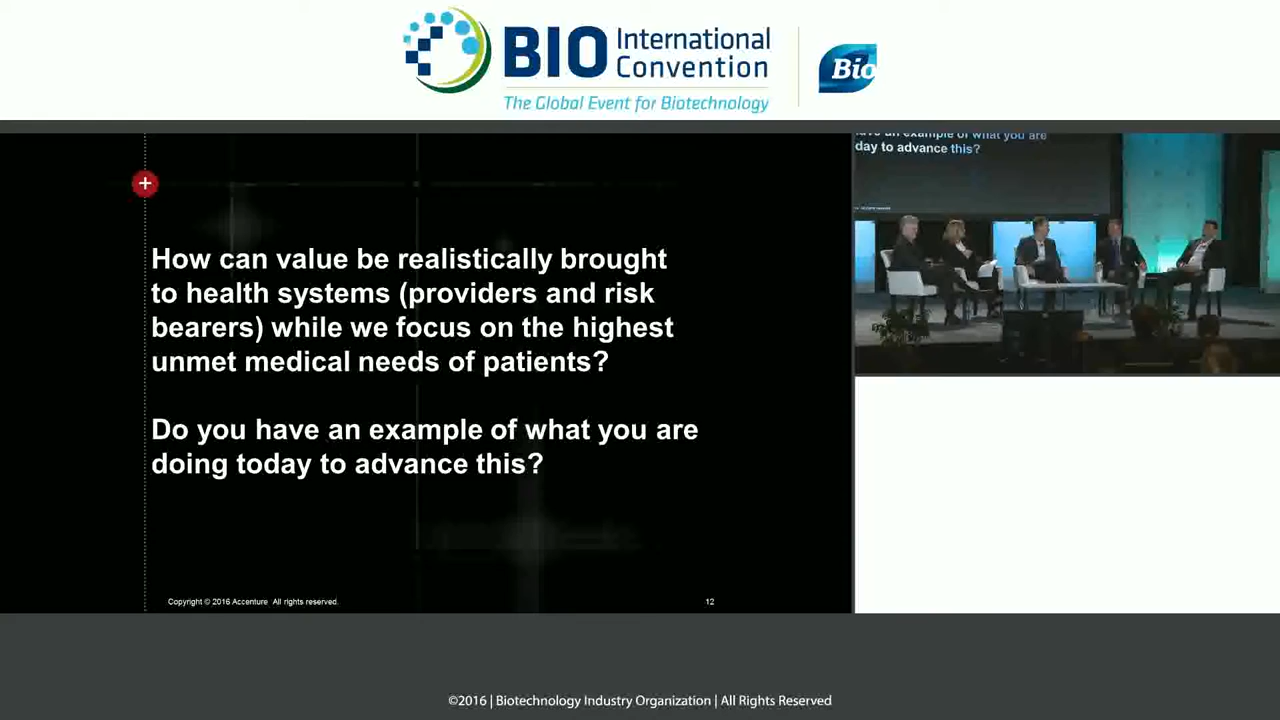 BIO International
Convention
The Global Event for Biotechnology
Bio
How can value be realistically brought
to health systems (providers and risk
bearers) while we focus on the highest
unmet medical needs of patients?
Do you have an example of what you are
doing today to advance this?
Copyright © 2016 Accenture All rights reserved.
12
have an example of what you are
day to advance this?
©2016 | Biotechnology Industry Organization | All Rights Reserved